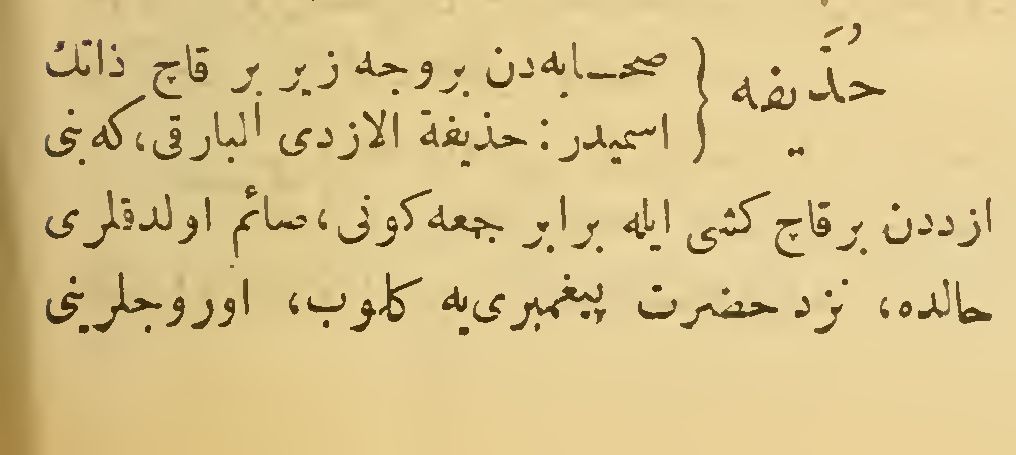 حُذَيفه { صحابه‌دن بروجه زیر بر قاچ ذاتك
اسمیدر: حذیفة الازدی البارقی، که بنی
ازددن برقاچ کشی ایله برابر جمعه کونی، صائم اولدقلری
حالده، نزد حضرت پیغمبری‌یه کلوب، اوروجلرینی